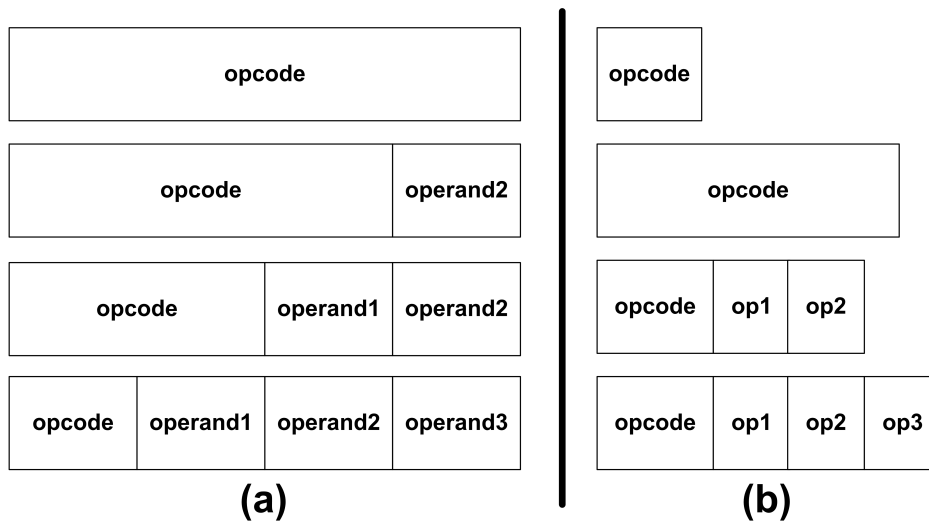 opcode
opcode operand2
opcode operand1 operand2
opcode operand1 operand2 operand3
(a)
opcode
opcode
opcode op1 op2
opcode op1 op2 op3
(b)